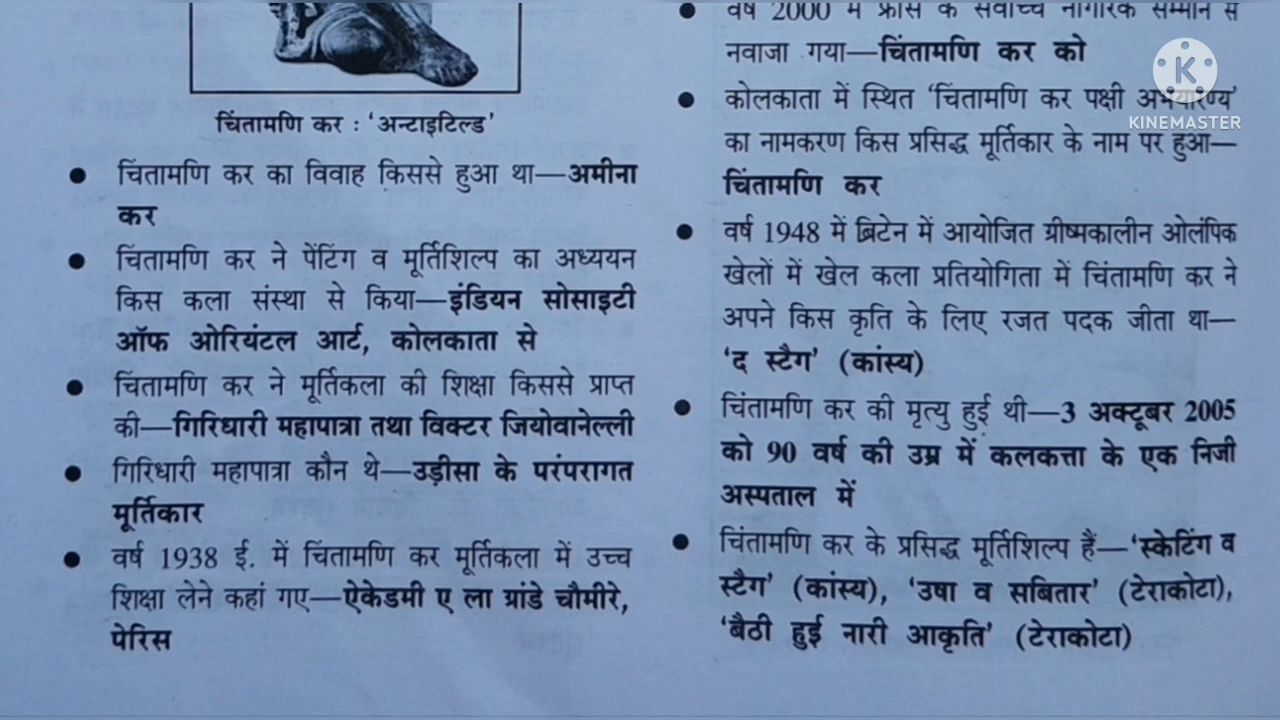 चिंतामणि कर : 'अन्टाइटिल्ड'
● चिंतामणि कर का विवाह किससे हुआ था—अमीना
कर
● चिंतामणि कर ने पेंटिंग व मूर्तिशिल्प का अध्ययन
किस कला संस्था से किया—इंडियन सोसाइटी
ऑफ ओरियंटल आर्ट, कोलकाता से
● चिंतामणि कर ने मूर्तिकला की शिक्षा किससे प्राप्त
की—गिरिधारी महापात्रा तथा विक्टर जियोवानेल्ली
● गिरिधारी महापात्रा कौन थे—उड़ीसा के परंपरागत
मूर्तिकार
● वर्ष 1938 ई. में चिंतामणि कर मूर्तिकला में उच्च
शिक्षा लेने कहां गए—ऐकेडमी ए ला ग्रांडे चौमीरे,
पेरिस
● वर्ष 2000 में फ्रांस के सर्वोच्च नागरिक सम्मान से
नवाजा गया—चिंतामणि कर को
● कोलकाता में स्थित 'चिंतामणि कर पक्षी अभयारण्य'
का नामकरण किस प्रसिद्ध मूर्तिकार के नाम पर हुआ—
चिंतामणि कर
● वर्ष 1948 में ब्रिटेन में आयोजित ग्रीष्मकालीन ओलंपिक
खेलों में खेल कला प्रतियोगिता में चिंतामणि कर ने
अपने किस कृति के लिए रजत पदक जीता था—
'द स्टैग' (कांस्य)
● चिंतामणि कर की मृत्यु हुई थी—3 अक्टूबर 2005
को 90 वर्ष की उम्र में कलकत्ता के एक निजी
अस्पताल में
● चिंतामणि कर के प्रसिद्ध मूर्तिशिल्प हैं—'स्केटिंग व
स्टैग' (कांस्य), 'उषा व सबितार' (टेराकोटा),
'बैठी हुई नारी आकृति' (टेराकोटा)
K
KINEMASTER